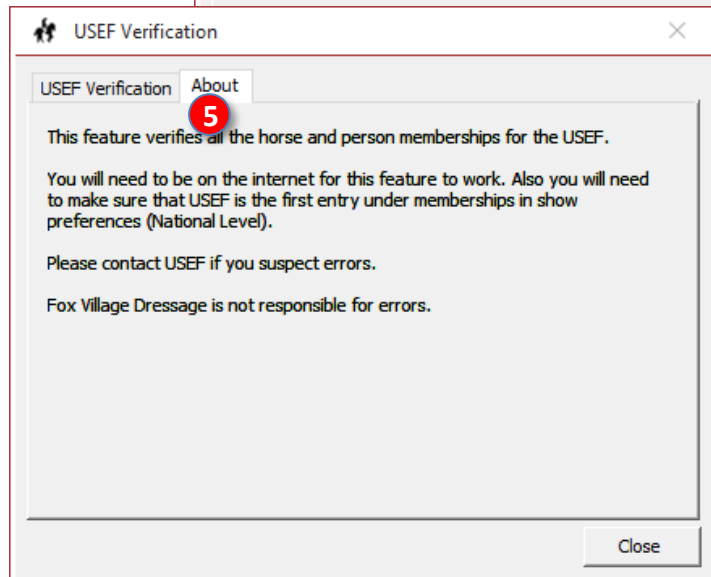 USEF Verification
USEF Verification About
5
This feature verifies all the horse and person memberships for the USEF.
You will need to be on the internet for this feature to work. Also you will need
to make sure that USEF is the first entry under memberships in show
preferences (National Level).
Please contact USEF if you suspect errors.
Fox Village Dressage is not responsible for errors.
Close